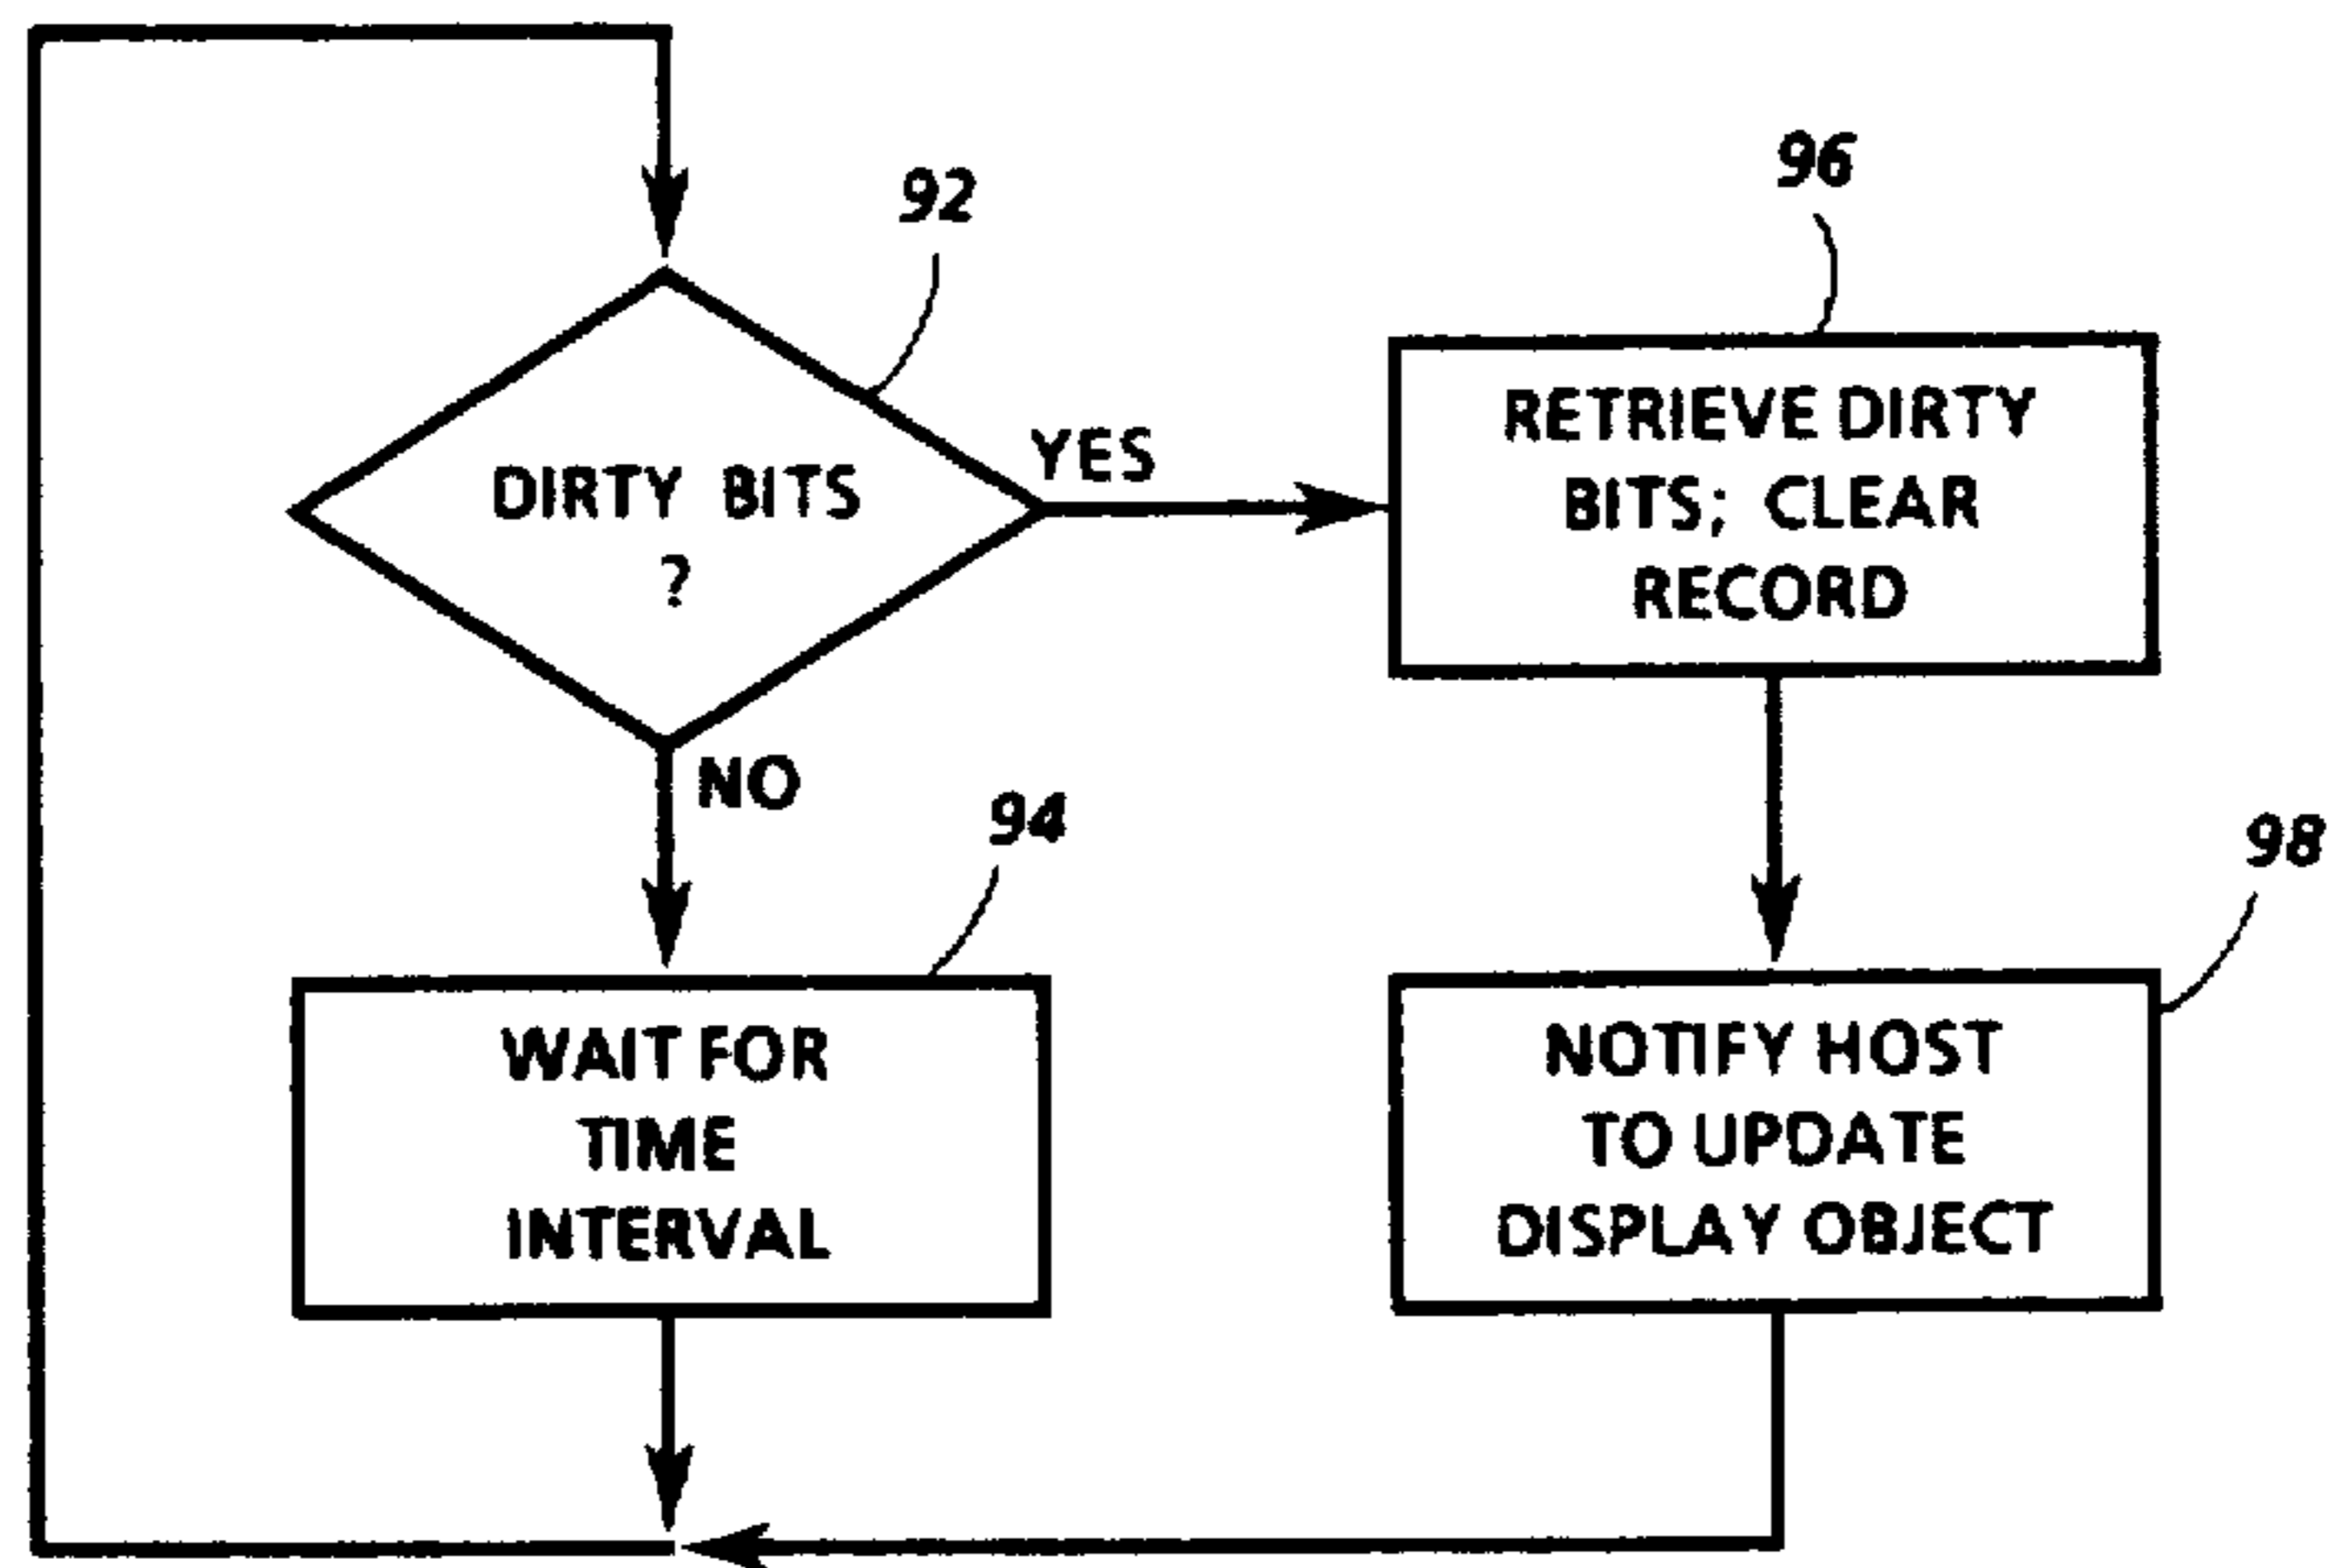 92
DIRTY BITS
?
YES
NO
96
RETRIEVE DIRTY
BITS; CLEAR
RECORD
94
WAIT FOR
TIME
INTERVAL
98
NOTIFY HOST
TO UPDATE
DISPLAY OBJECT